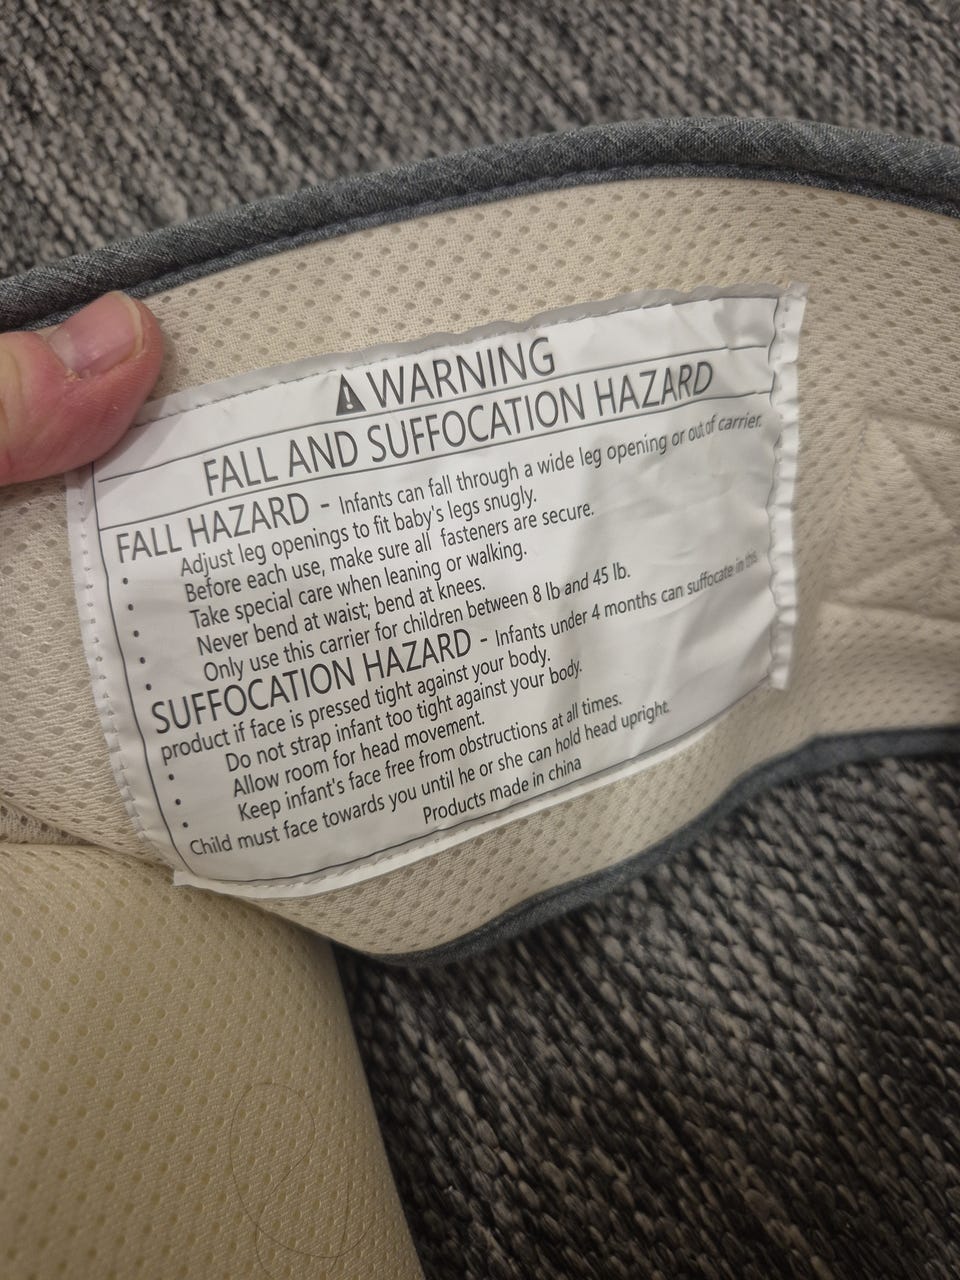 ⚠ WARNING
FALL AND SUFFOCATION HAZARD
FALL HAZARD - Infants can fall through a wide leg opening or out of carrier.
• Adjust leg openings to fit baby's legs snugly.
• Before each use, make sure all fasteners are secure.
• Take special care when leaning or walking.
• Never bend at waist; bend at knees.
• Only use this carrier for children between 8 lb and 45 lb.
SUFFOCATION HAZARD - Infants under 4 months can suffocate in this
product if face is pressed tight against your body.
• Do not strap infant too tight against your body.
• Allow room for head movement.
• Keep infant's face free from obstructions at all times.
Child must face towards you until he or she can hold head upright.
Products made in china